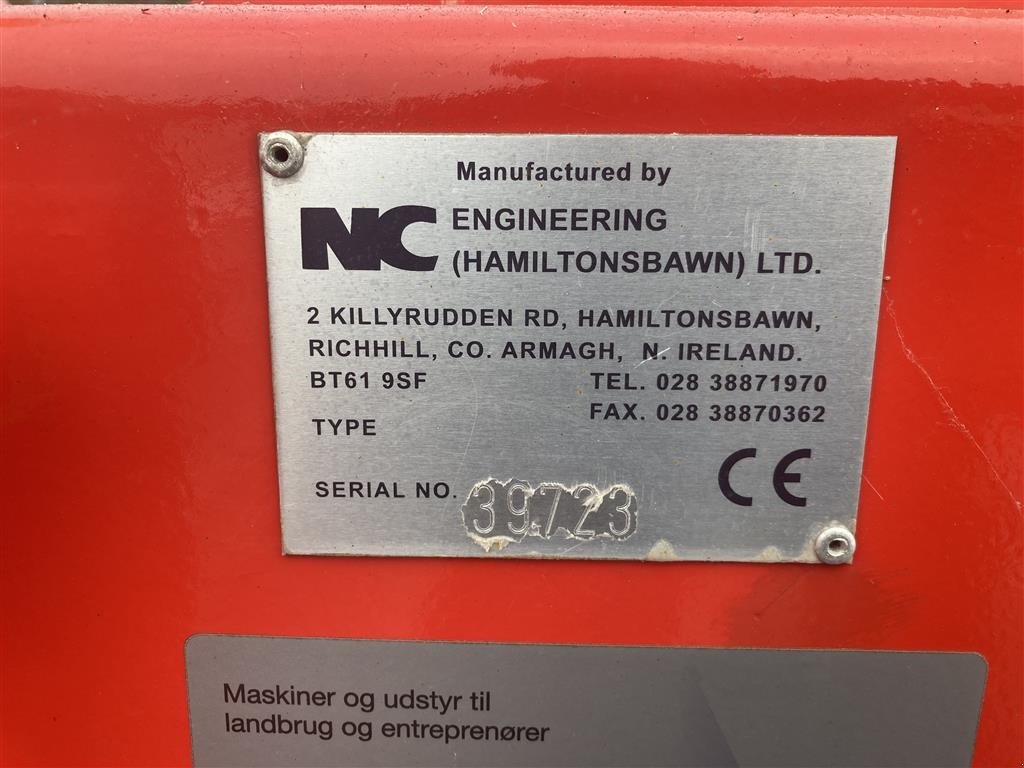 Manufactured by
NC ENGINEERING
(HAMILTONSBAWN) LTD.
2 KILLYRUDDEN RD, HAMILTONSBAWN,
RICHHILL, CO. ARMAGH, N. IRELAND.
BT61 9SF TEL. 028 38871970
FAX. 028 38870362
TYPE
SERIAL NO. 39723 CE
Maskiner og udstyr til
landbrug og entreprenører